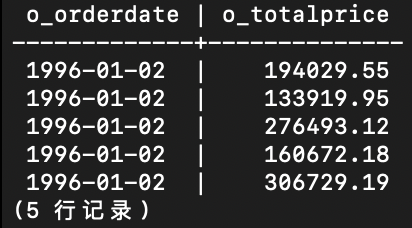 o_orderdate | o_totalprice
-------------+--------------
1996-01-02 | 194029.55
1996-01-02 | 133919.95
1996-01-02 | 276493.12
1996-01-02 | 160672.18
1996-01-02 | 306729.19
(5 行记录)